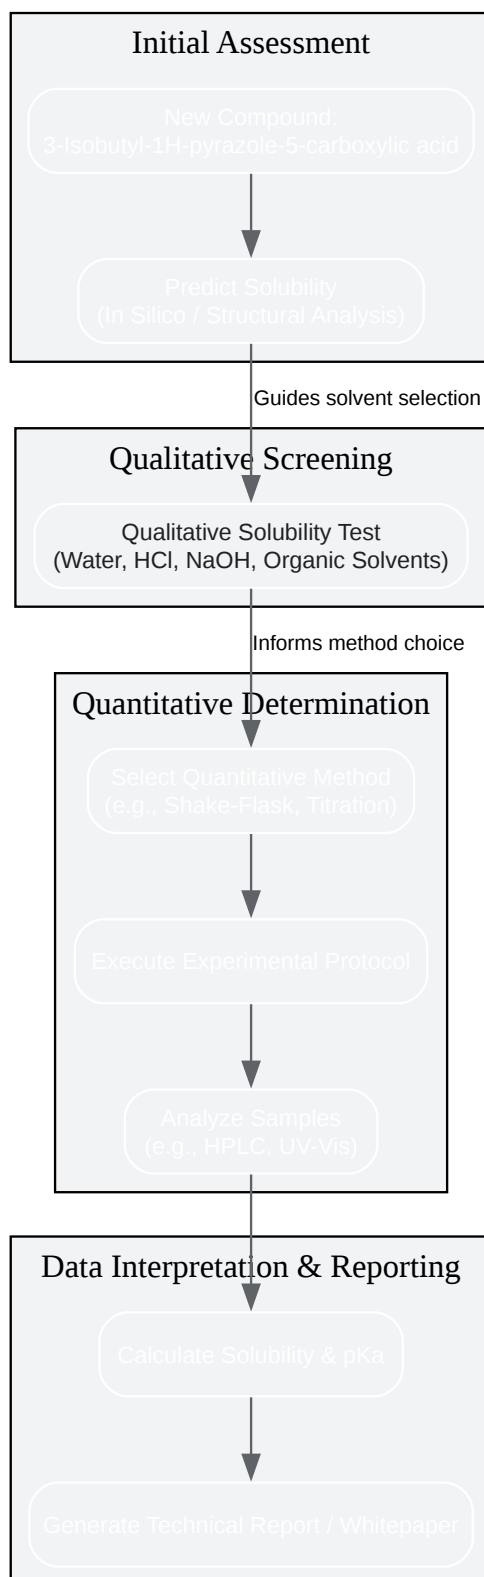 Initial Assessment
New Compound:
3-Isobutyl-1H-pyrazole-5-carboxylic acid
Predict Solubility
(In Silico / Structural Analysis)
Guides solvent selection
Qualitative Screening
Qualitative Solubility Test
(Water, HCl, NaOH, Organic Solvents)
Informs method choice
Quantitative Determination
Select Quantitative Method
(e.g., Shake-Flask, Titration)
Execute Experimental Protocol
Analyze Samples
(e.g., HPLC, UV-Vis)
Data Interpretation & Reporting
Calculate Solubility & pKa
Generate Technical Report / Whitepaper